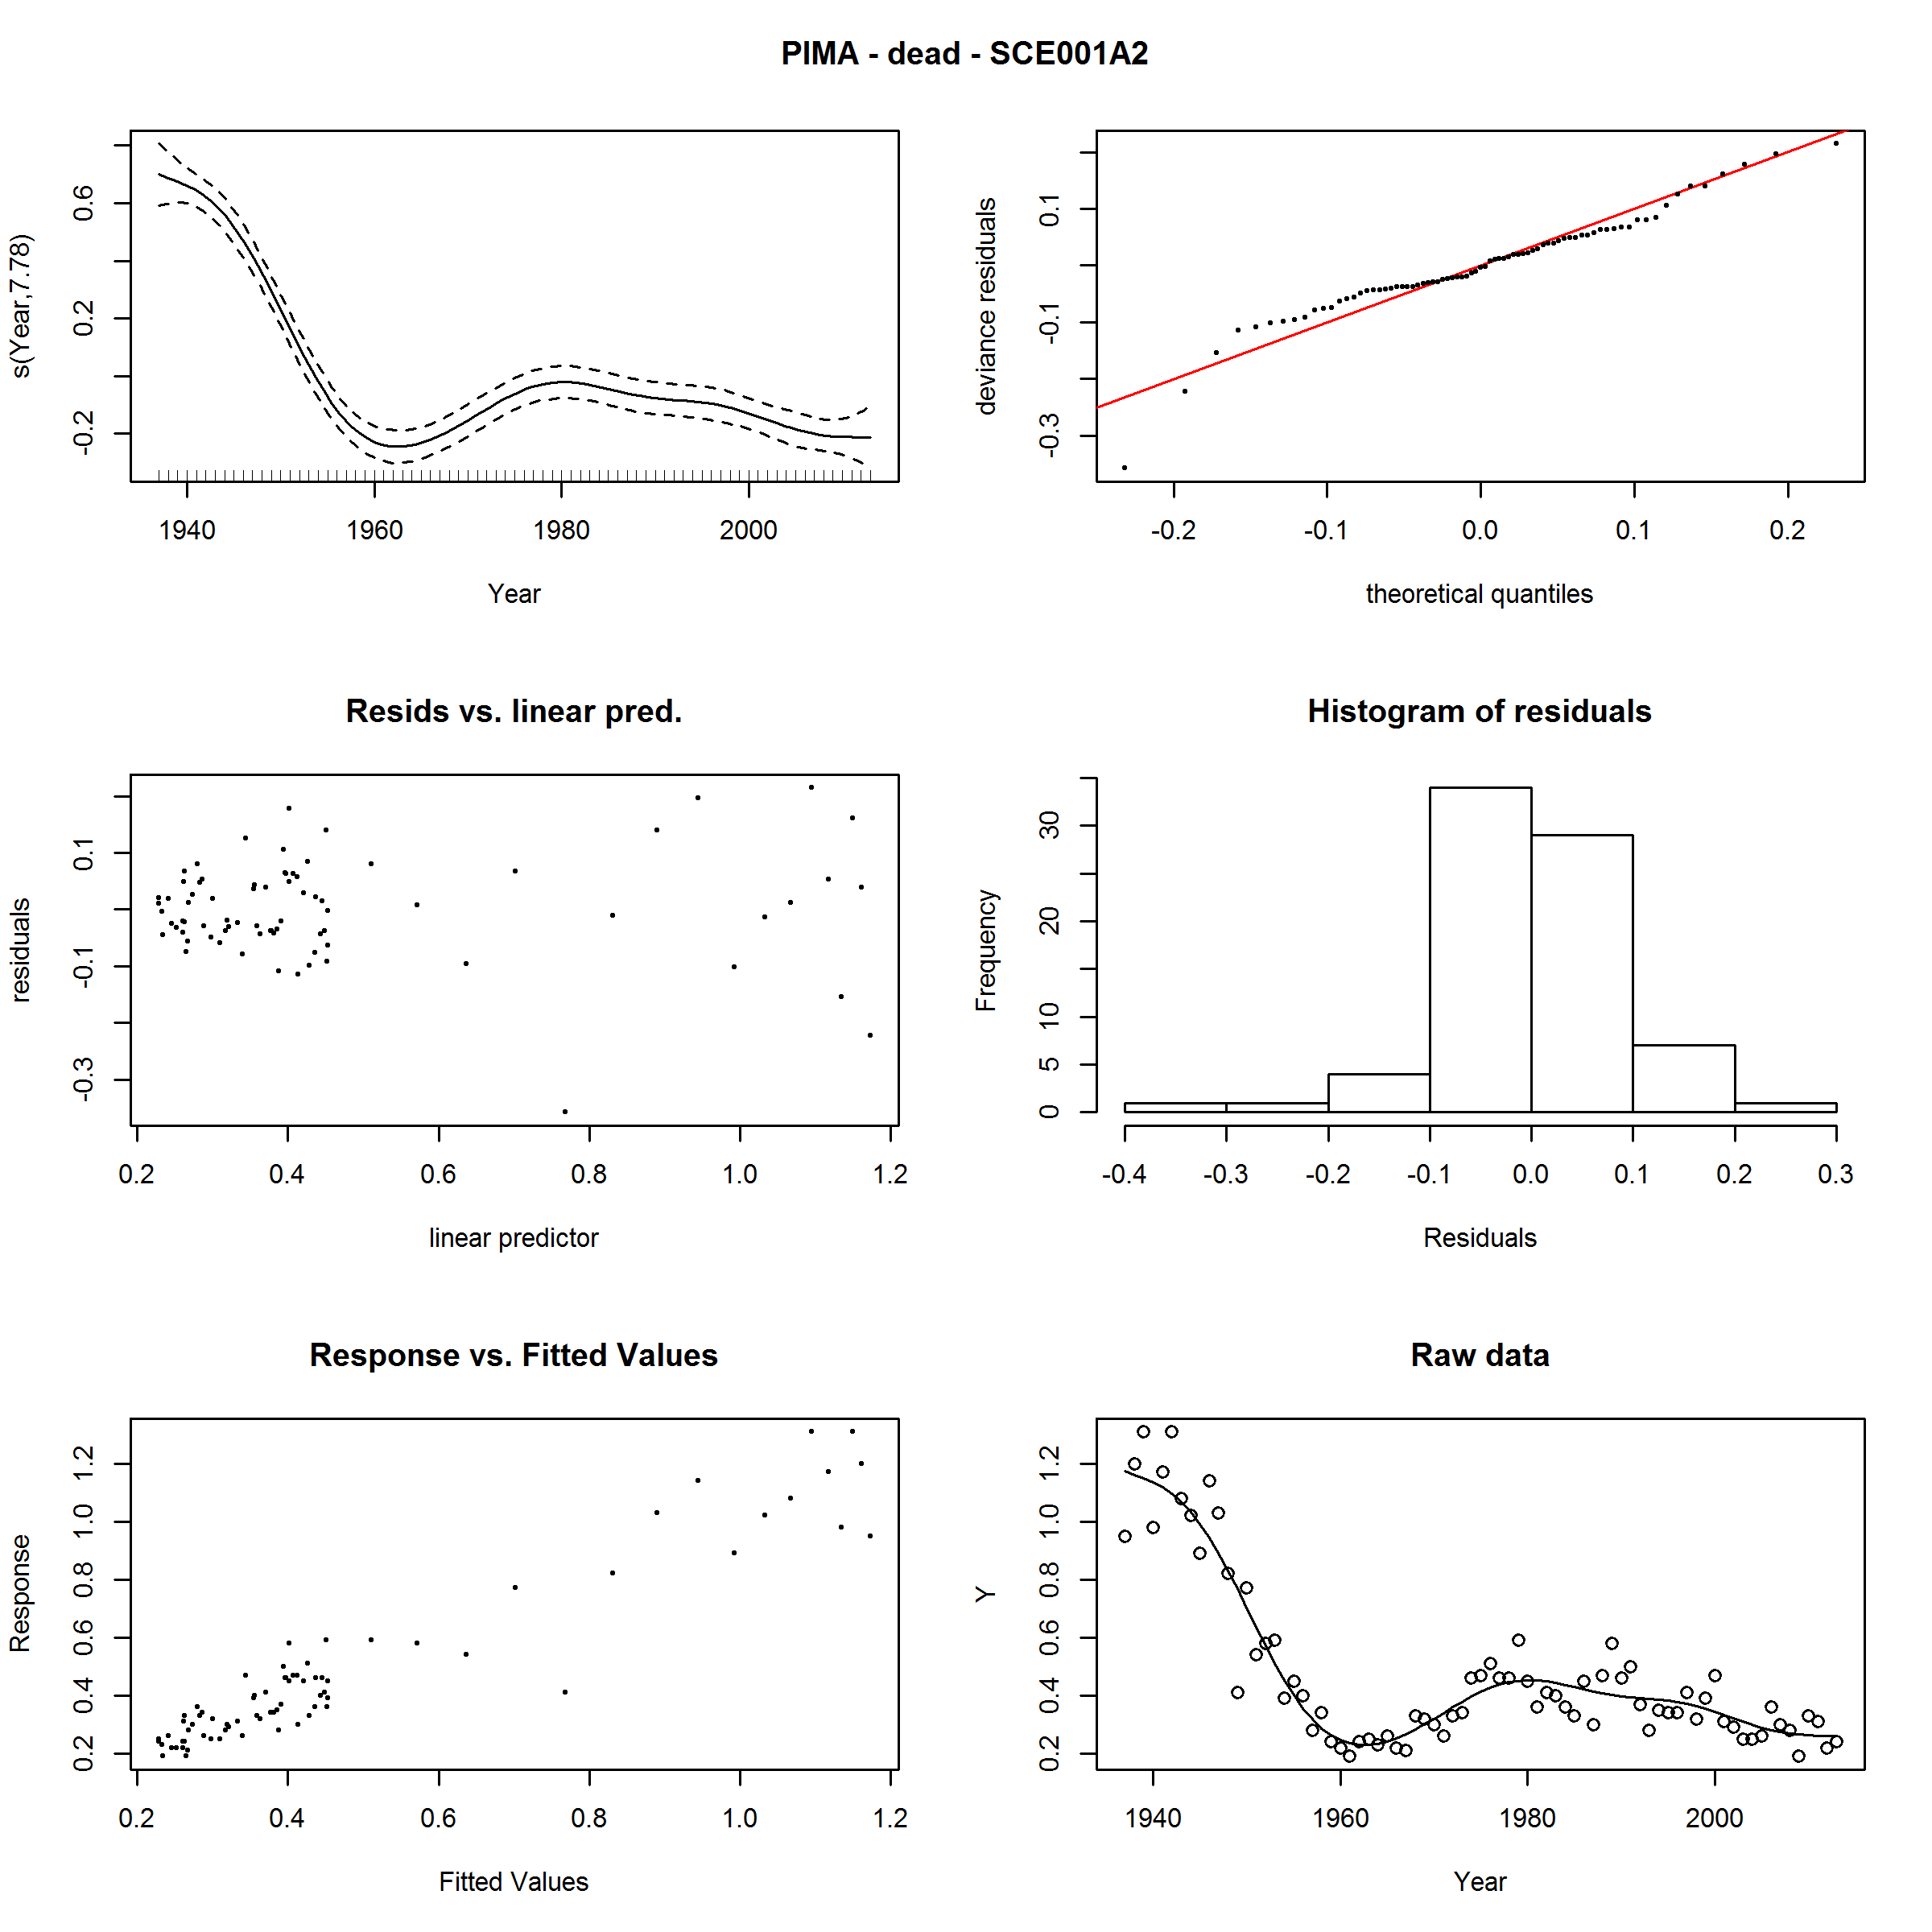 PIMA - dead - SCE001A2
s(Year,7.78)
-0.2 0.2 0.6
1940 1960 1980 2000
Year
deviance residuals
-0.3 -0.1 0.1
-0.2 -0.1 0.0 0.1 0.2
theoretical quantiles
Resids vs. linear pred.
residuals
-0.3 -0.1 0.1
0.2 0.4 0.6 0.8 1.0 1.2
linear predictor
Histogram of residuals
Frequency
0 5 10 20 30
-0.4 -0.3 -0.2 -0.1 0.0 0.1 0.2 0.3
Residuals
Response vs. Fitted Values
Response
0.2 0.4 0.6 0.8 1.0 1.2
0.2 0.4 0.6 0.8 1.0 1.2
Fitted Values
Raw data
Y
0.2 0.4 0.6 0.8 1.0 1.2
1940 1960 1980 2000
Year